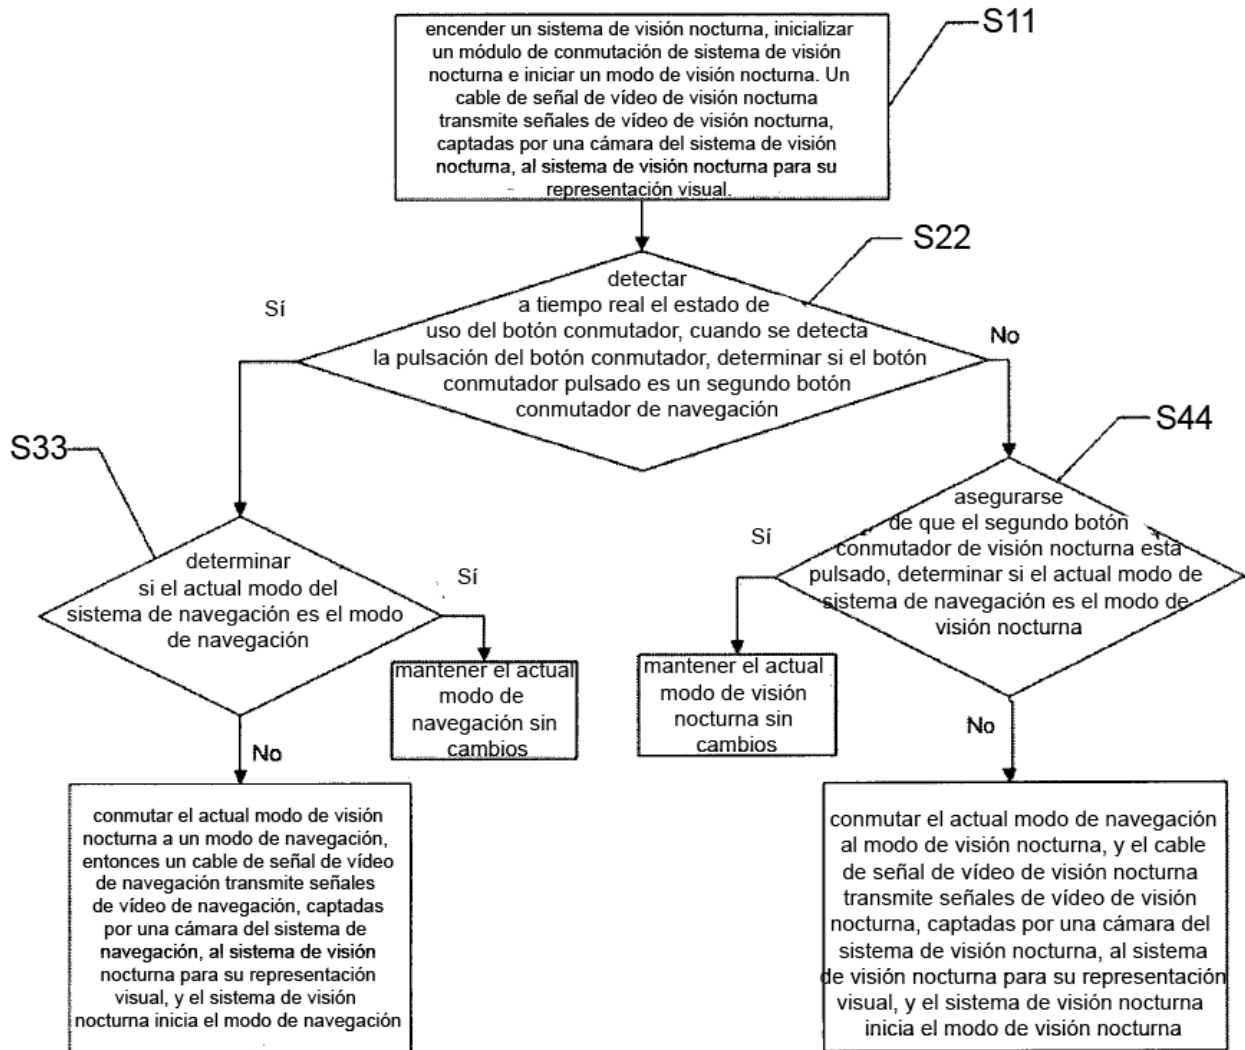 encender un sistema de visión nocturna, inicializar
un módulo de conmutación de sistema de visión
nocturna e iniciar un modo de visión nocturna. Un
cable de señal de vídeo de visión nocturna
transmite señales de vídeo de visión nocturna,
captadas por una cámara del sistema de visión
nocturna, al sistema de visión nocturna para su
representación visual.
S11
S22
detectar
a tiempo real el estado de
uso del botón conmutador, cuando se detecta
la pulsación del botón conmutador, determinar si el botón
conmutador pulsado es un segundo botón
conmutador de navegación
Sí
No
S33
determinar
si el actual modo del
sistema de navegación es el modo
de navegación
Sí
mantener el actual
modo de
navegación sin
cambios
No
conmutar el actual modo de visión
nocturna a un modo de navegación,
entonces un cable de señal de vídeo
de navegación transmite señales
de vídeo de navegación, captadas
por una cámara del sistema de
navegación, al sistema de visión
nocturna para su representación
visual, y el sistema de visión
nocturna inicia el modo de navegación
S44
asegurarse
de que el segundo botón
conmutador de visión nocturna está
pulsado, determinar si el actual modo de
sistema de navegación es el modo de
visión nocturna
Sí
mantener el actual
modo de visión
nocturna sin
cambios
No
conmutar el actual modo de navegación
al modo de visión nocturna, y el cable
de señal de vídeo de visión nocturna
transmite señales de vídeo de visión
nocturna, captadas por una cámara del
sistema de visión nocturna, al sistema
de visión nocturna para su representación
visual, y el sistema de visión nocturna
inicia el modo de visión nocturna